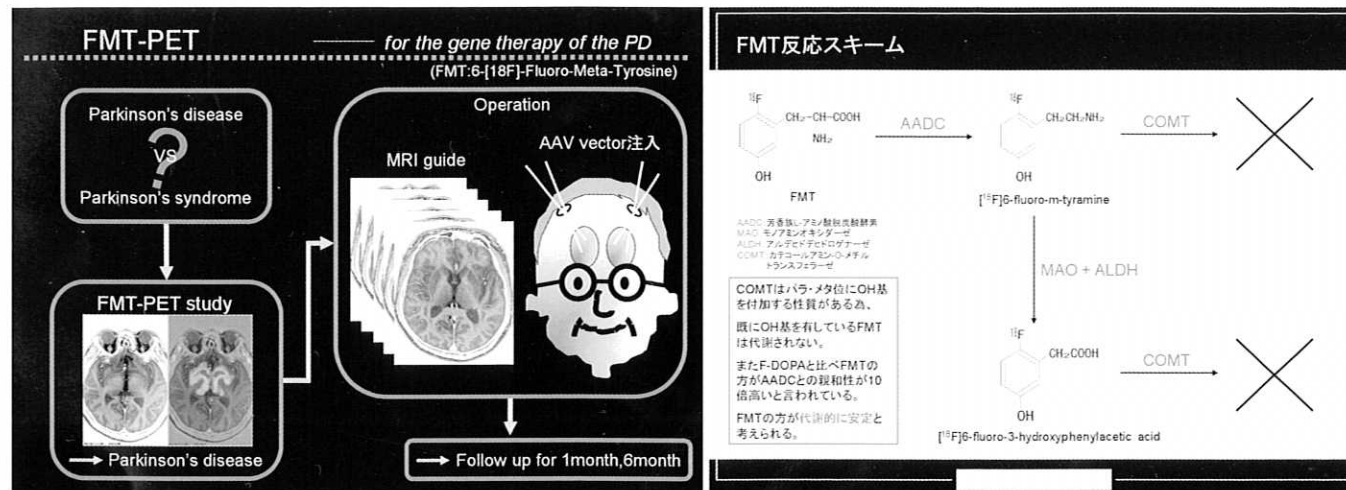 FMT-PET
for the gene therapy of the PD
(FMT:6-[18F]-Fluoro-Meta-Tyrosine)
Parkinson's disease
?
VS
Parkinson's syndrome
FMT-PET study
Parkinson's disease
Operation
MRI guide
AAV vector注入
Follow up for 1month,6month
FMT反応スキーム
¹⁸F
CH₂-CH-COOH
NH₂
OH
FMT
AADC
¹⁸F
CH₂CH₂NH₂
OH
[¹⁸F]6-fluoro-m-tyramine
COMT
AADC:芳香族L-アミノ酸脱炭酸酵素
MAO:モノアミンオキシダーゼ
ALDH:アルデヒドデヒドロゲナーゼ
COMT:カテコールアミン-O-メチル
トランスフェラーゼ
MAO + ALDH
COMTはパラ・メタ位にOH基
を付加する性質がある為、
既にOH基を有しているFMT
は代謝されない。
またF-DOPAと比べFMTの
方がAADCとの親和性が10
倍高いと言われている。
FMTの方が代謝的に安定と
考えられる。
¹⁸F
CH₂COOH
OH
[¹⁸F]6-fluoro-3-hydroxyphenylacetic acid
COMT